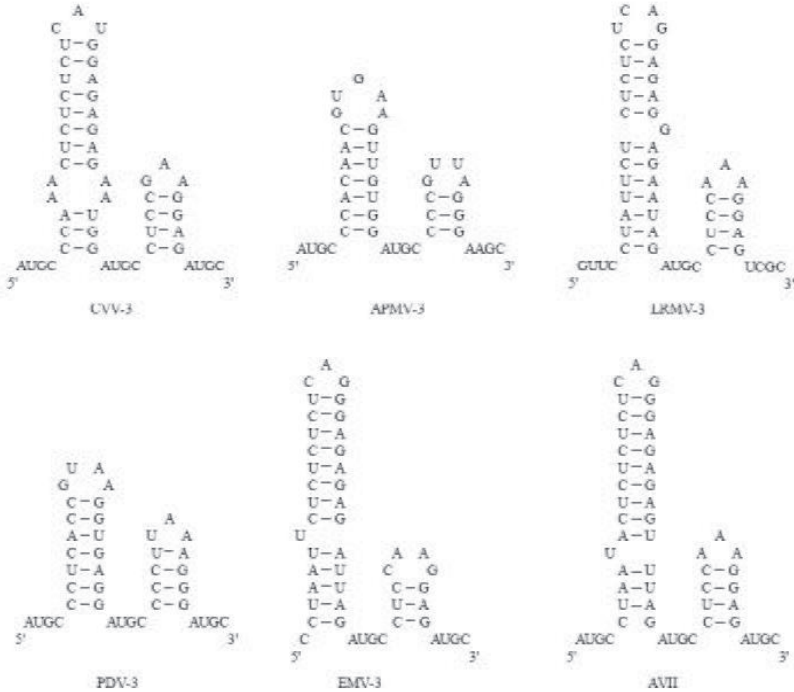 A
C U
U-G
C-G
U A
C-G
U-A
C-G
U-A
C-G
A A
A A
A-U
C-G
C-G
A
G A
C-G
C-G
U-A
C-G
AUGC AUGC AUGC
5' 3'
CVV-3
G
U A
G A
C-G
A-U
A-U
C-G
A-U
C-G
C-G
U U
G A
C-G
C-G
C-G
AUGC AUGC AAGC
5' 3'
APMV-3
C A
U G
C-G
U-A
C-G
U-A
C-G
G
U-A
C-G
U-A
U-A
A-U
U-A
C-G
A
A A
C-G
C-G
U-A
C-G
GUUC AUGC UCGC
5' 3'
LRMV-3
U A
G A
C-G
C-G
A-U
C-G
U-A
C-G
C-G
A
U A
U-A
C-G
C-G
C-G
AUGC AUGC AUGC
5' 3'
PDV-3
A
C G
U-G
C-G
U-A
C-G
U-A
C-G
U-A
C-G
U
U-A
A-U
A-U
U-A
C-G
A A
C G
C-G
U-A
C-G
C AUGC AUGC
5' 3'
EMV-3
A
C G
U-G
C-G
U-A
C-G
U-A
C-G
U-G
A-U
U
A-U
A-U
U-A
C-G
A
A A
C-G
C-G
U-A
C-G
AUGC AUGC AUGC
5' 3'
AVII